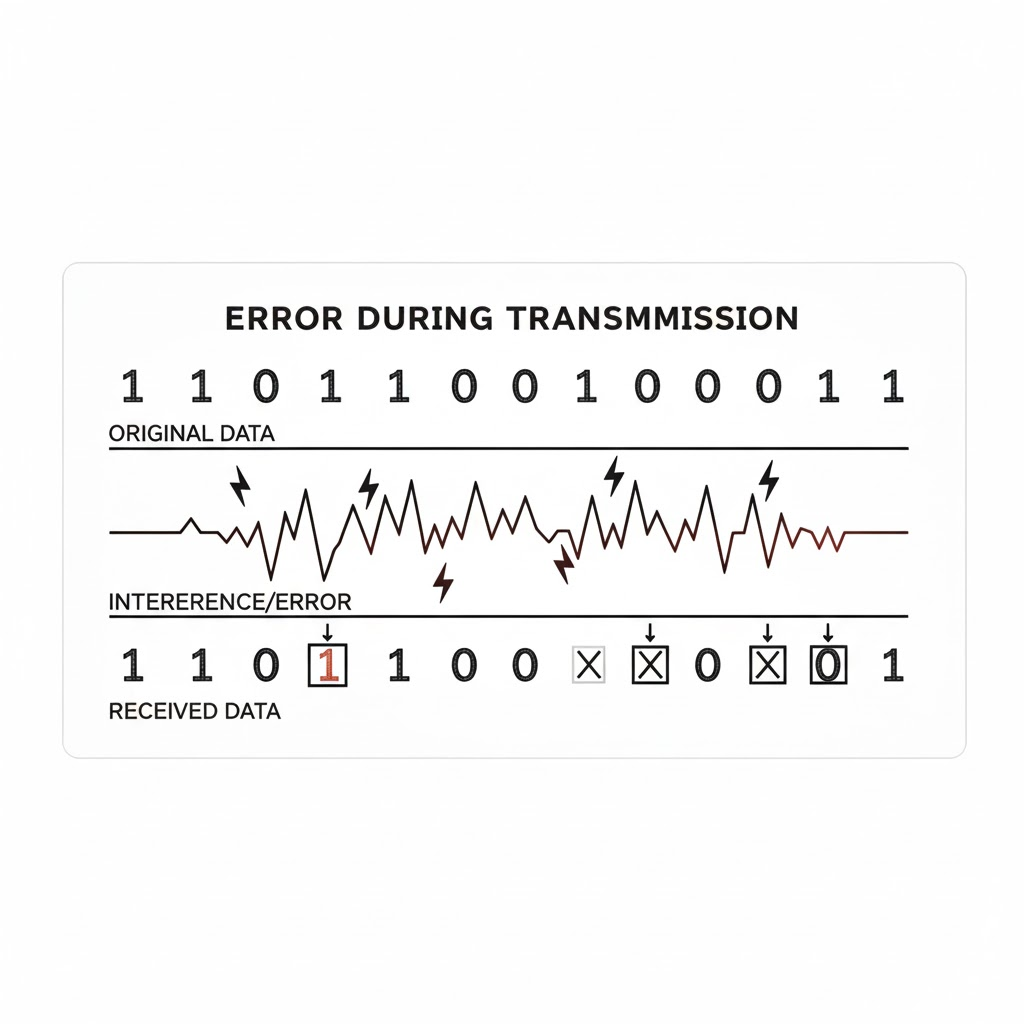 ERROR DURING TRANSMMISSION
1 1 0 1 1 0 0 1 0 0 0 1 1
ORIGINAL DATA
INTERERENCE/ERROR
1 1 0 1 1 0 0 X X 0 X 0 1
RECEIVED DATA